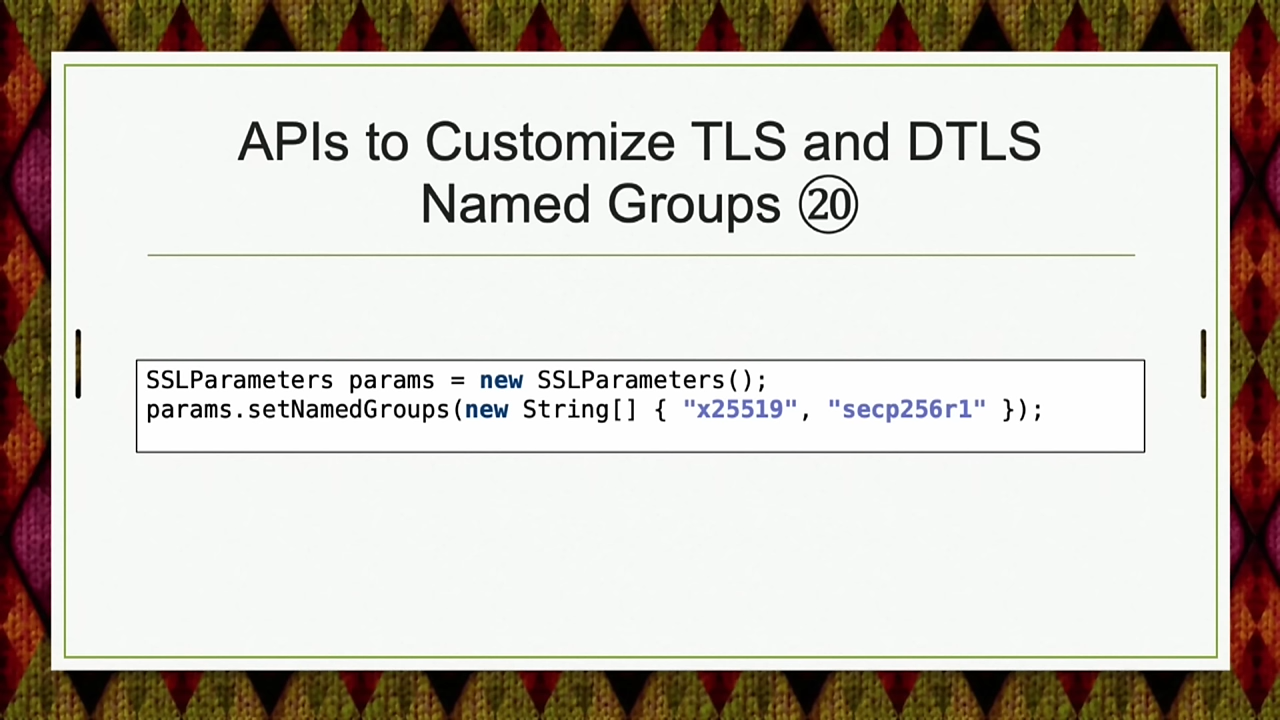 APIs to Customize TLS and DTLS
Named Groups ⑳
SSLParameters params = new SSLParameters();
params.setNamedGroups(new String[] { "x25519", "secp256r1" });